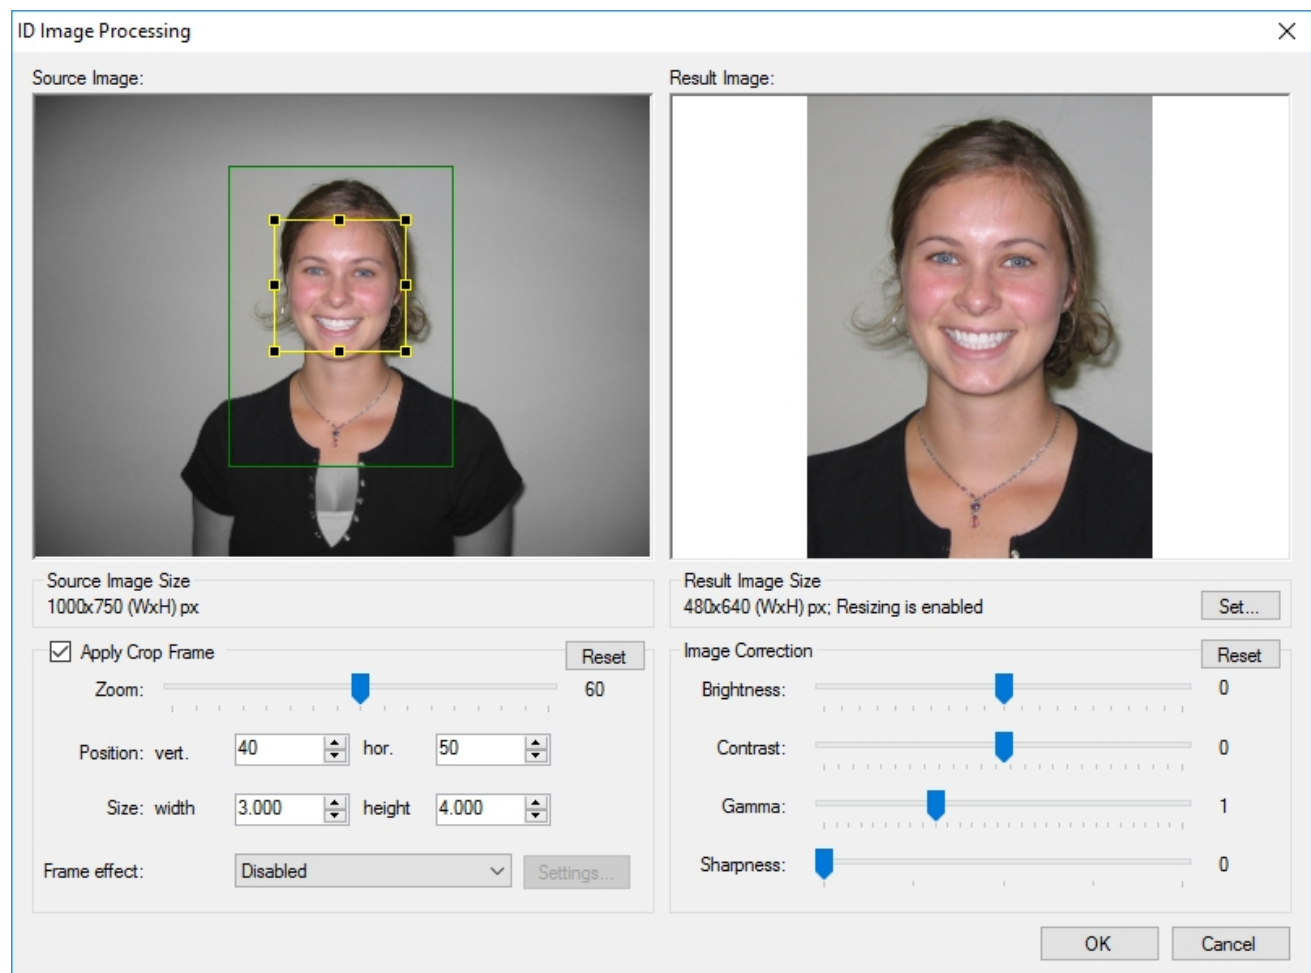 ID Image Processing
Source Image:
Result Image:
Source Image Size
1000x750 (WxH) px
Result Image Size
480x640 (WxH) px; Resizing is enabled
Set...
Apply Crop Frame
Reset
Zoom:
60
Position: vert.
40
hor.
50
Size: width
3.000
height
4.000
Frame effect:
Disabled
Settings...
Image Correction
Reset
Brightness:
0
Contrast:
0
Gamma:
1
Sharpness:
0
OK
Cancel